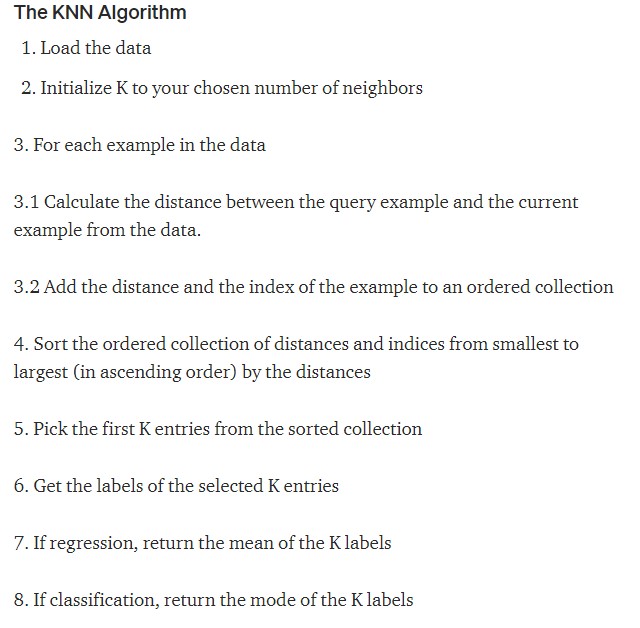 The KNN Algorithm
1. Load the data
2. Initialize K to your chosen number of neighbors
3. For each example in the data
3.1 Calculate the distance between the query example and the current
example from the data.
3.2 Add the distance and the index of the example to an ordered collection
4. Sort the ordered collection of distances and indices from smallest to
largest (in ascending order) by the distances
5. Pick the first K entries from the sorted collection
6. Get the labels of the selected K entries
7. If regression, return the mean of the K labels
8. If classification, return the mode of the K labels